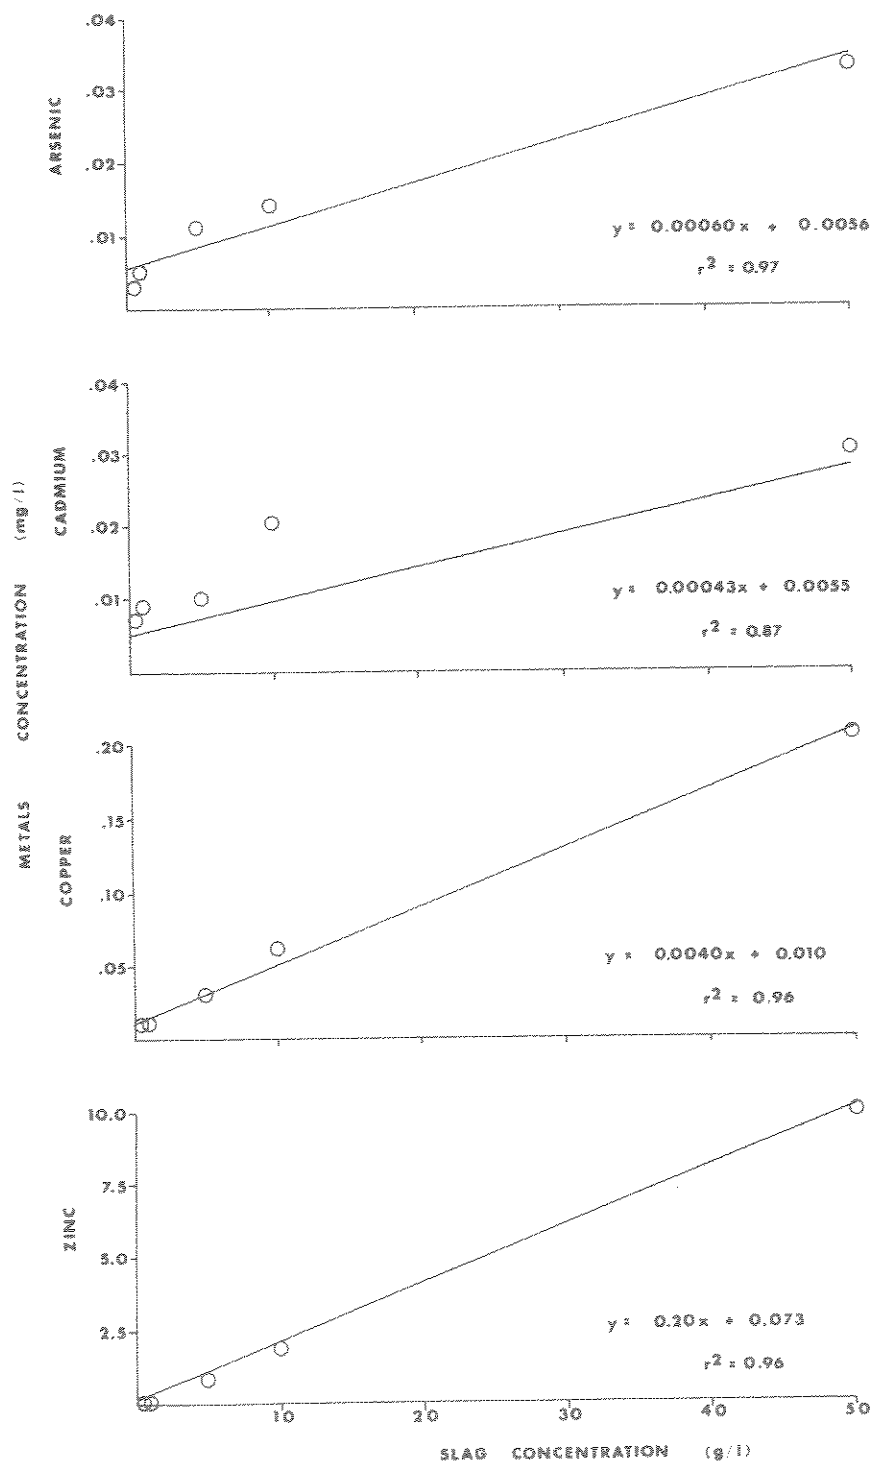 .04
.03
.02
.01
ARSENIC
y = 0.00060x + 0.0056
r² = 0.97
.04
.03
.02
.01
CADMIUM
y = 0.00043x + 0.0055
r² = 0.87
METALS CONCENTRATION (mg/l)
.20
.15
.10
.05
COPPER
y = 0.0040x + 0.010
r² = 0.96
10.0
7.5
5.0
2.5
ZINC
y = 0.20x + 0.073
r² = 0.96
10 20 30 40 50
SLAG CONCENTRATION (g/l)